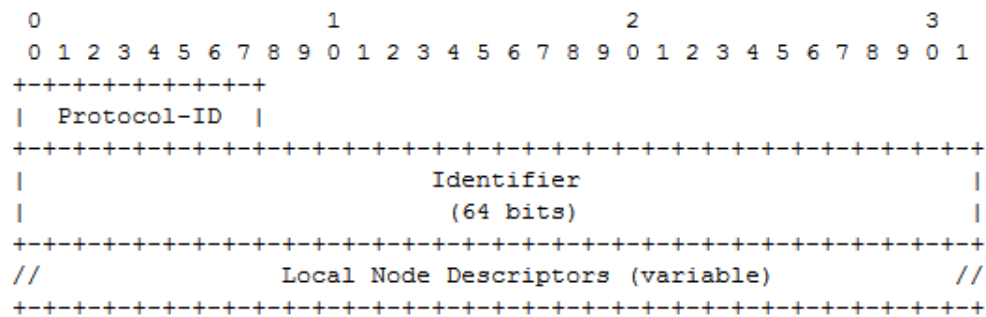 0                   1                   2                   3
 0 1 2 3 4 5 6 7 8 9 0 1 2 3 4 5 6 7 8 9 0 1 2 3 4 5 6 7 8 9 0 1
+-+-+-+-+-+-+-+-+
|  Protocol-ID  |
+-+-+-+-+-+-+-+-+-+-+-+-+-+-+-+-+-+-+-+-+-+-+-+-+-+-+-+-+-+-+-+-+
|                           Identifier                          |
|                            (64 bits)                          |
+-+-+-+-+-+-+-+-+-+-+-+-+-+-+-+-+-+-+-+-+-+-+-+-+-+-+-+-+-+-+-+-+
//                Local Node Descriptors (variable)            //
+-+-+-+-+-+-+-+-+-+-+-+-+-+-+-+-+-+-+-+-+-+-+-+-+-+-+-+-+-+-+-+-+